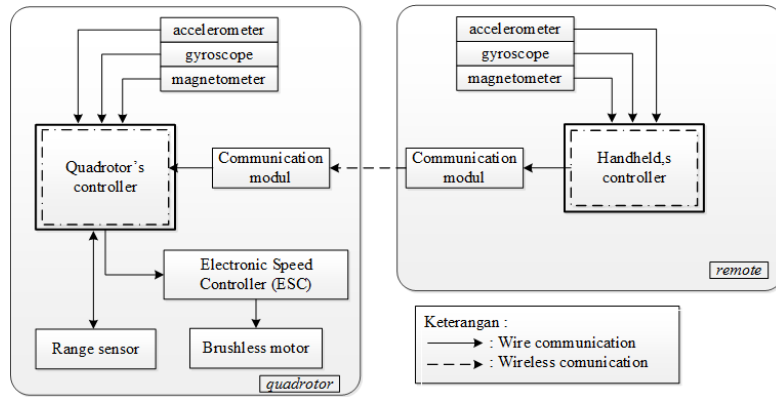 accelerometer
gyroscope
magnetometer
Quadrotor's
controller
Communication
modul
Electronic Speed
Controller (ESC)
Range sensor
Brushless motor
quadrotor
accelerometer
gyroscope
magnetometer
Communication
modul
Handheld,s
controller
remote
Keterangan :
: Wire communication
: Wireless comunication